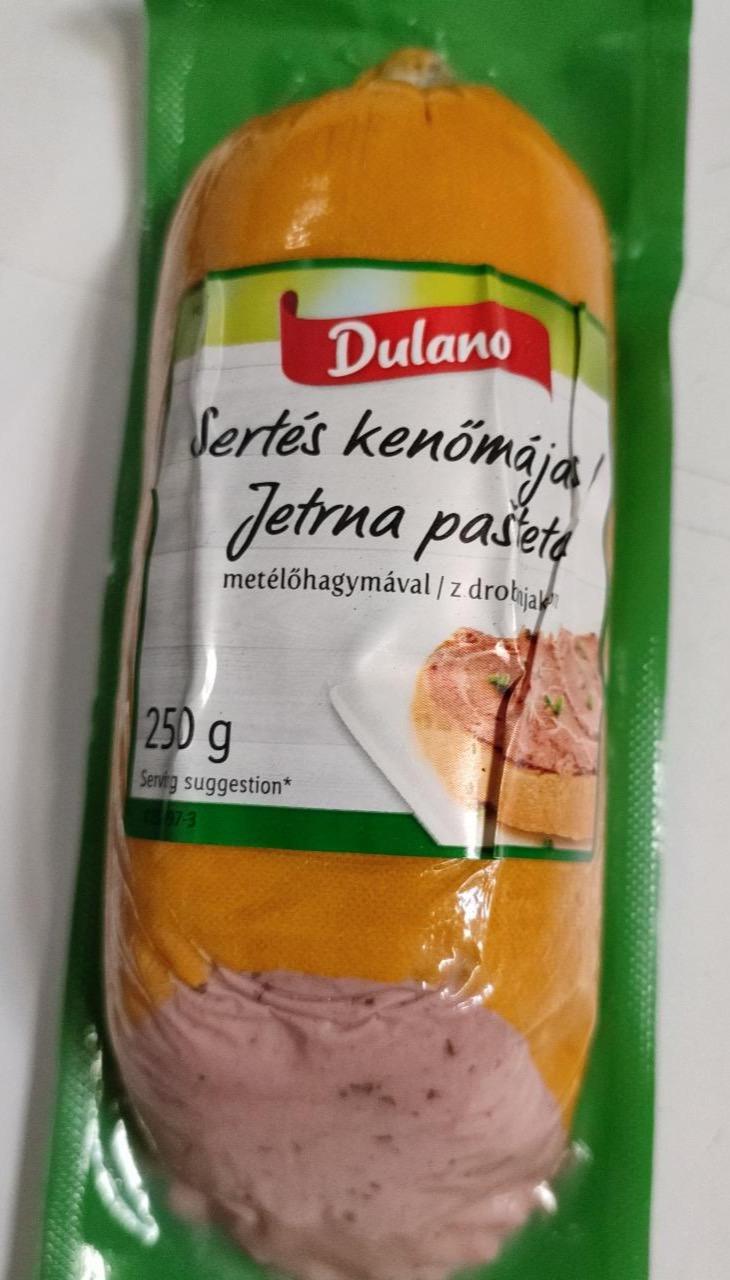 Dulano
Sertés kenőmájas /
Jetrna pašteta
metélőhagymával / z drobnjakom
250 g
Serving suggestion*